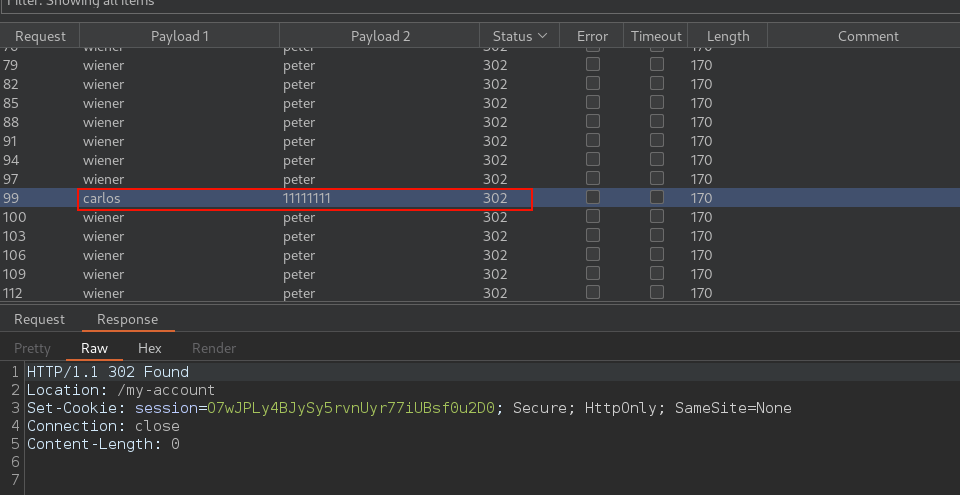 Filter: Showing all items
Request Payload 1 Payload 2 Status Error Timeout Length Comment
76 wiener peter 302 170
79 wiener peter 302 170
82 wiener peter 302 170
85 wiener peter 302 170
88 wiener peter 302 170
91 wiener peter 302 170
94 wiener peter 302 170
97 wiener peter 302 170
99 carlos 11111111 302 170
100 wiener peter 302 170
103 wiener peter 302 170
106 wiener peter 302 170
109 wiener peter 302 170
112 wiener peter 302 170
Request Response
Pretty Raw Hex Render
1 HTTP/1.1 302 Found
2 Location: /my-account
3 Set-Cookie: session=O7wJPLy4BJySy5rvnUyr77iUBsf0u2D0; Secure; HttpOnly; SameSite=None
4 Connection: close
5 Content-Length: 0
6
7